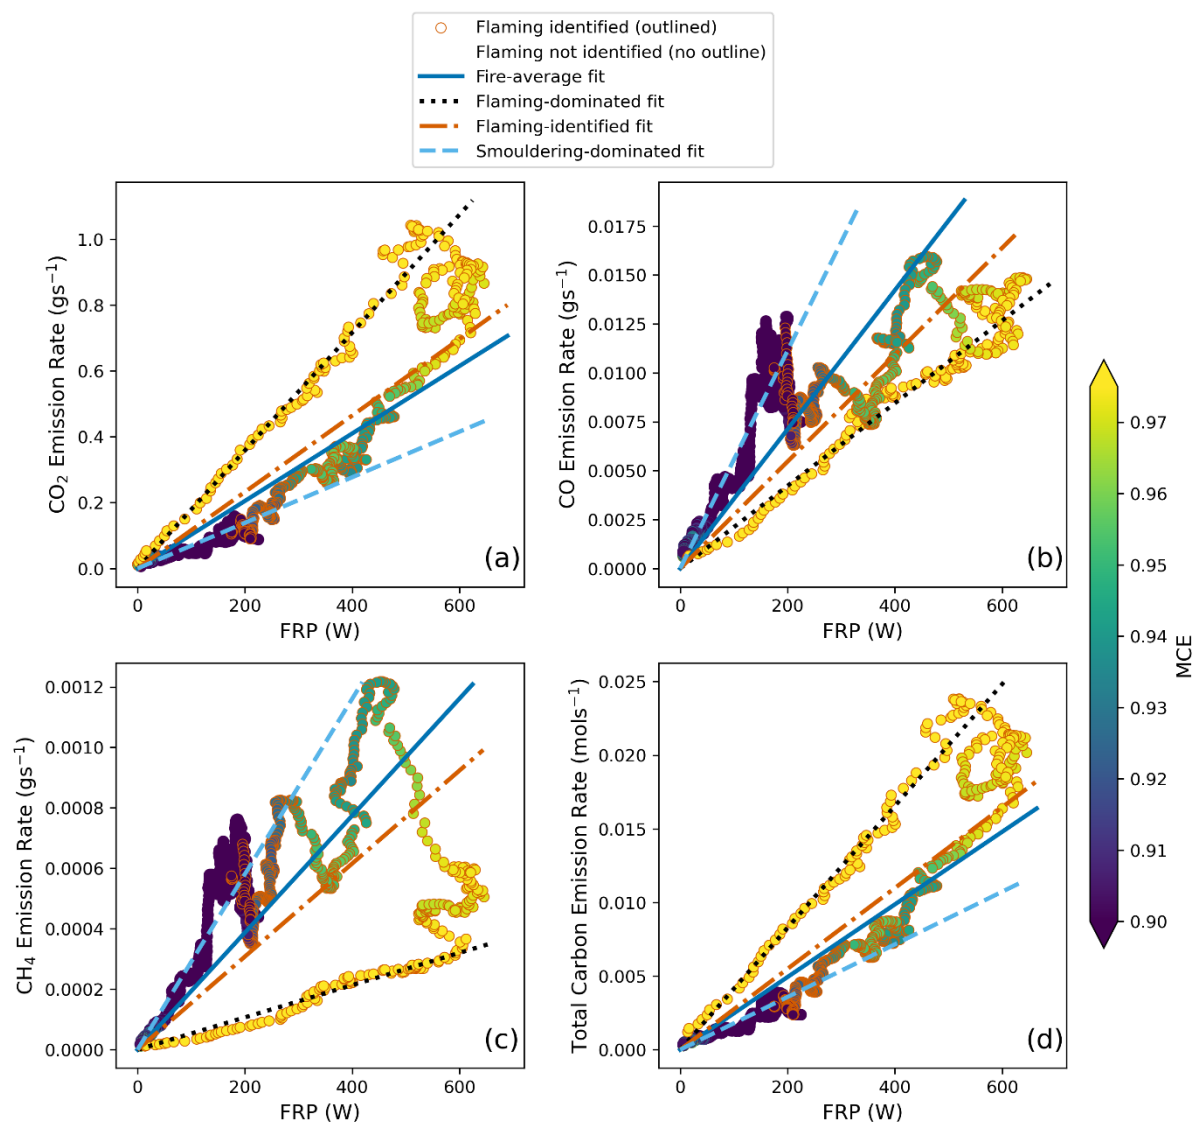 Flaming identified (outlined)
Flaming not identified (no outline)
Fire-average fit
Flaming-dominated fit
Flaming-identified fit
Smouldering-dominated fit
CO₂ Emission Rate (gs⁻¹)
1.0
0.8
0.6
0.4
0.2
0.0
0 200 400 600
FRP (W)
(a)
CO Emission Rate (gs⁻¹)
0.0175
0.0150
0.0125
0.0100
0.0075
0.0050
0.0025
0.0000
0 200 400 600
FRP (W)
(b)
CH₄ Emission Rate (gs⁻¹)
0.0012
0.0010
0.0008
0.0006
0.0004
0.0002
0.0000
0 200 400 600
FRP (W)
(c)
Total Carbon Emission Rate (mols⁻¹)
0.025
0.020
0.015
0.010
0.005
0.000
0 200 400 600
FRP (W)
(d)
0.97
0.96
0.95
0.94
0.93
0.92
0.91
0.90
MCE